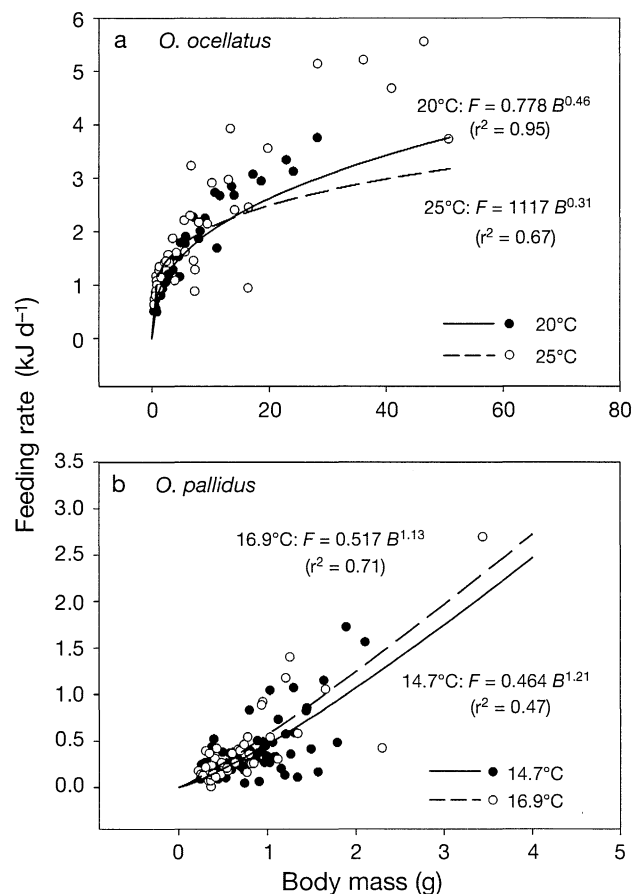 Feeding rate (kJ d⁻¹)
a O. ocellatus
6
5
4
3
2
1
0
20°C: F = 0.778 B^0.46
(r² = 0.95)
25°C: F = 1117 B^0.31
(r² = 0.67)
20°C
25°C
0 20 40 60 80
b O. pallidus
3.5
3.0
2.5
2.0
1.5
1.0
0.5
0.0
16.9°C: F = 0.517 B^1.13
(r² = 0.71)
14.7°C: F = 0.464 B^1.21
(r² = 0.47)
14.7°C
16.9°C
0 1 2 3 4 5
Body mass (g)